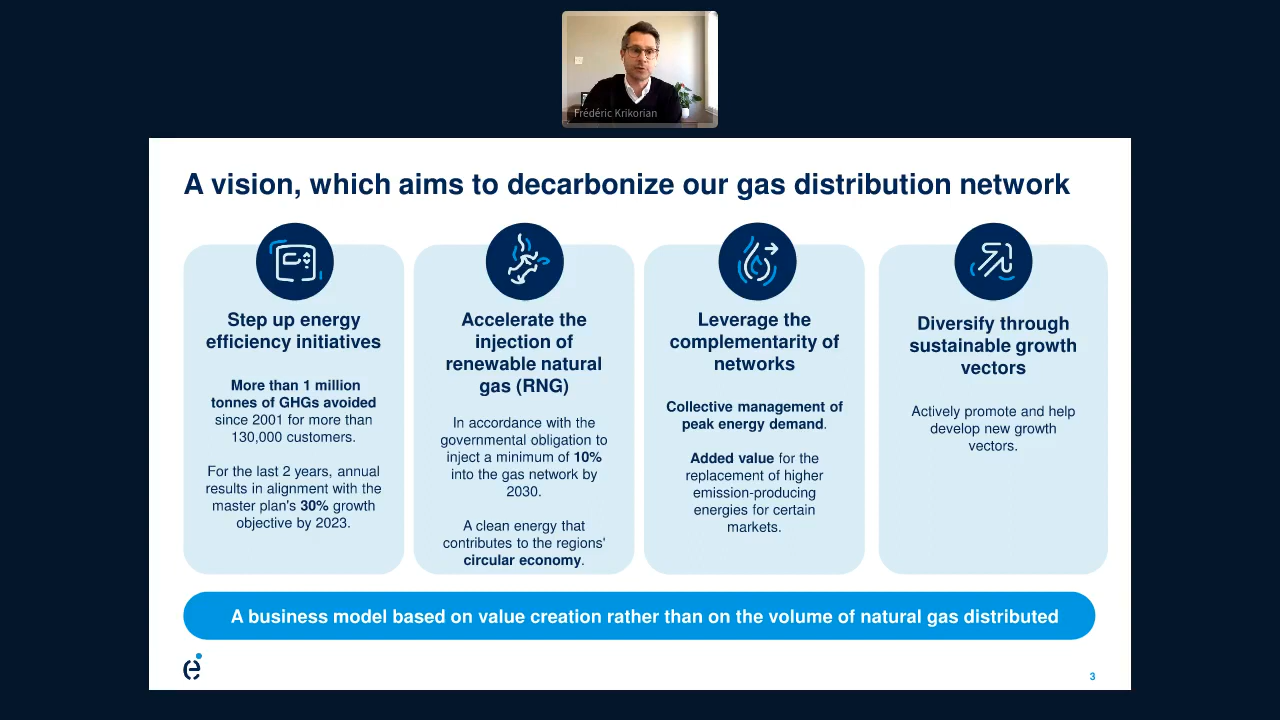 Frédéric Krikorian
A vision, which aims to decarbonize our gas distribution network
Step up energy
efficiency initiatives
More than 1 million
tonnes of GHGs avoided
since 2001 for more than
130,000 customers.
For the last 2 years, annual
results in alignment with the
master plan's 30% growth
objective by 2023.
Accelerate the
injection of
renewable natural
gas (RNG)
In accordance with the
governmental obligation to
inject a minimum of 10%
into the gas network by
2030.
A clean energy that
contributes to the regions'
circular economy.
Leverage the
complementarity of
networks
Collective management of
peak energy demand.
Added value for the
replacement of higher
emission-producing
energies for certain
markets.
Diversify through
sustainable growth
vectors
Actively promote and help
develop new growth
vectors.
A business model based on value creation rather than on the volume of natural gas distributed
3